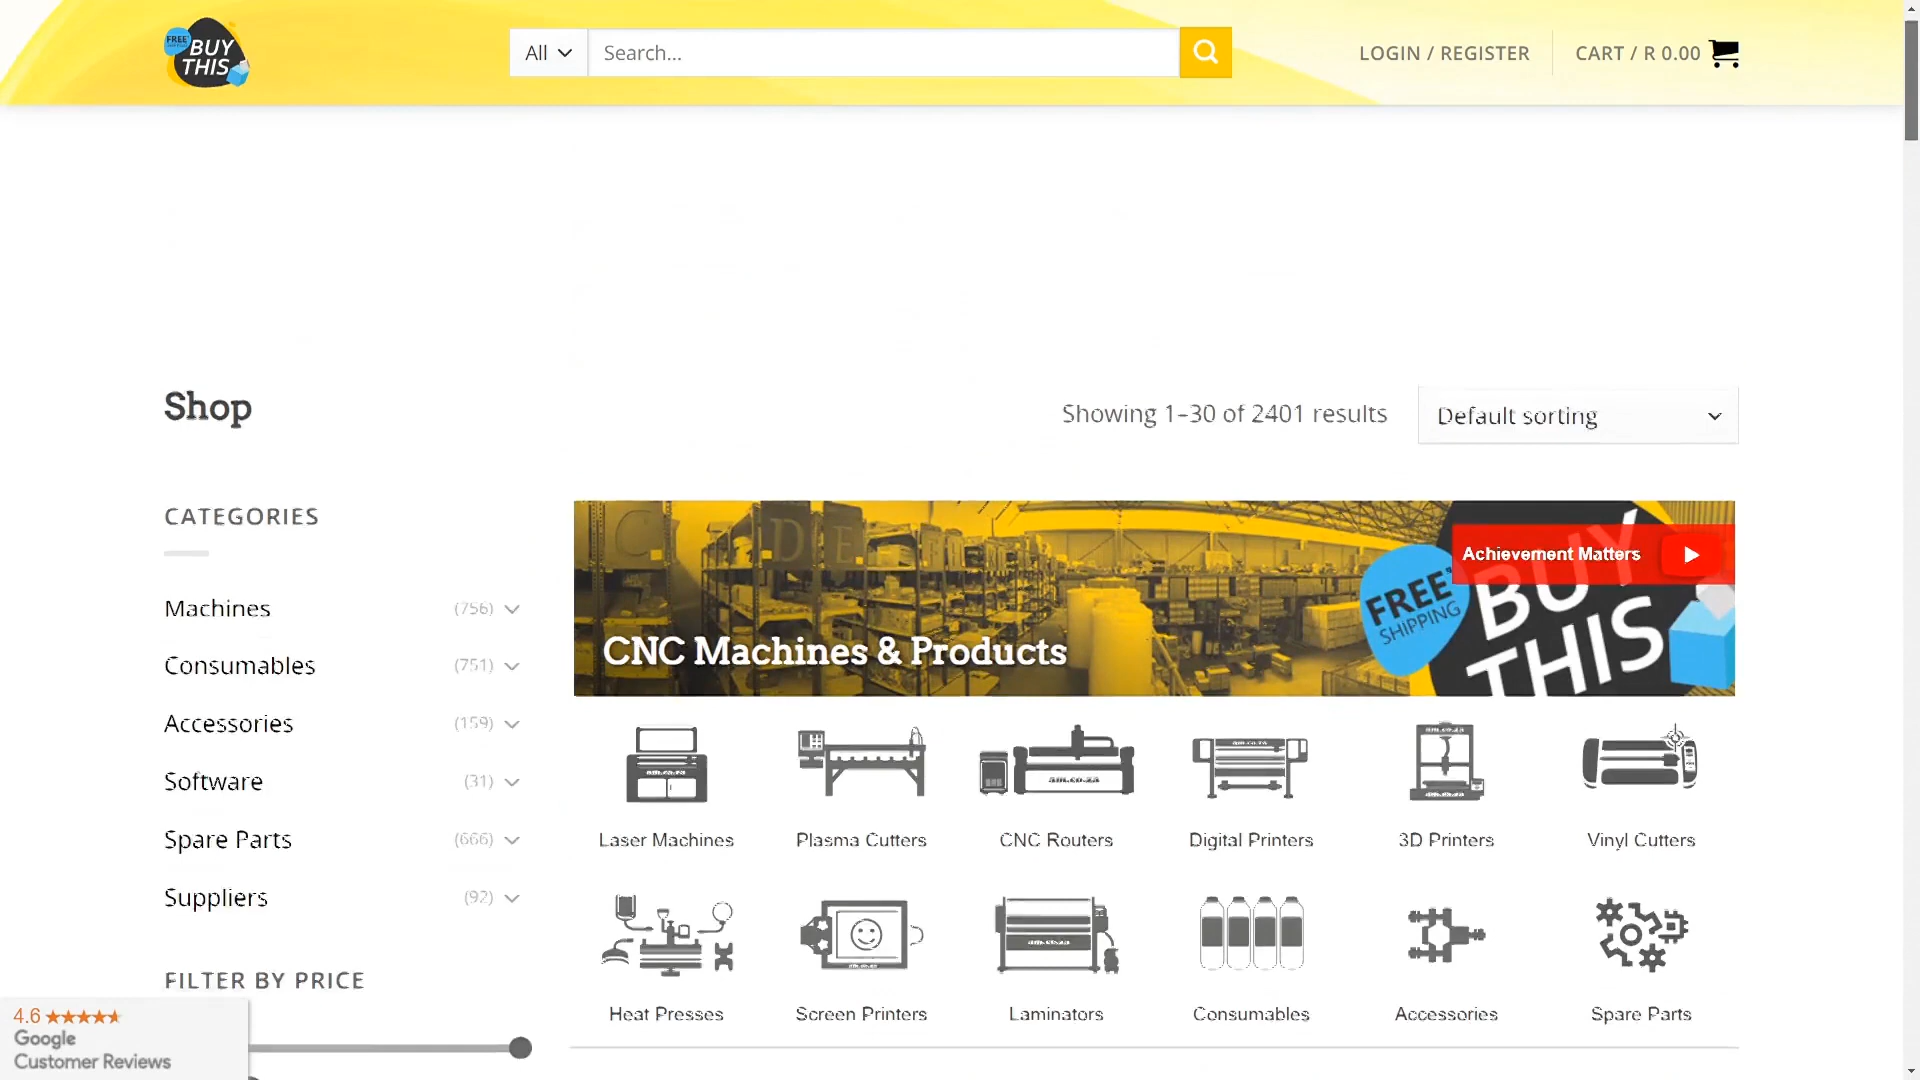 FREE
BUY
THIS
All
Search...
LOGIN / REGISTER
CART / R 0.00
Shop
Showing 1–30 of 2401 results
Default sorting
CATEGORIES
Machines (756)
Consumables (751)
Accessories (159)
Software (31)
Spare Parts (666)
Suppliers (92)
FILTER BY PRICE
C D E
CNC Machines & Products
FREE
SHIPPING
BUY
THIS
Achievement Matters
Laser Machines
Plasma Cutters
CNC Routers
Digital Printers
3D Printers
Vinyl Cutters
Heat Presses
Screen Printers
Laminators
Consumables
Accessories
Spare Parts
4.6
Google
Customer Reviews